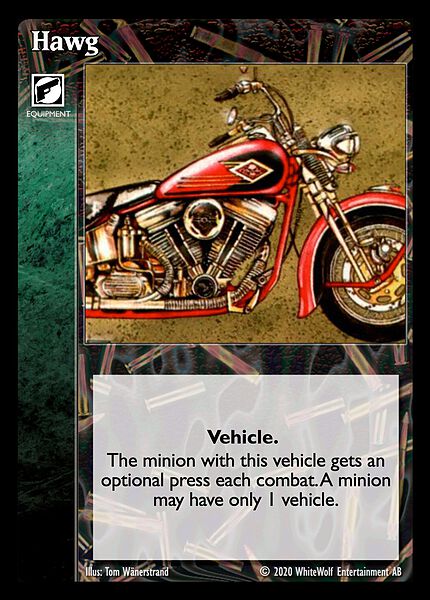 Hawg
EQUIPMENT
Vehicle.
The minion with this vehicle gets an
optional press each combat. A minion
may have only 1 vehicle.
Illus: Tom Wänerstrand
© 2020 WhiteWolf Entertainment AB